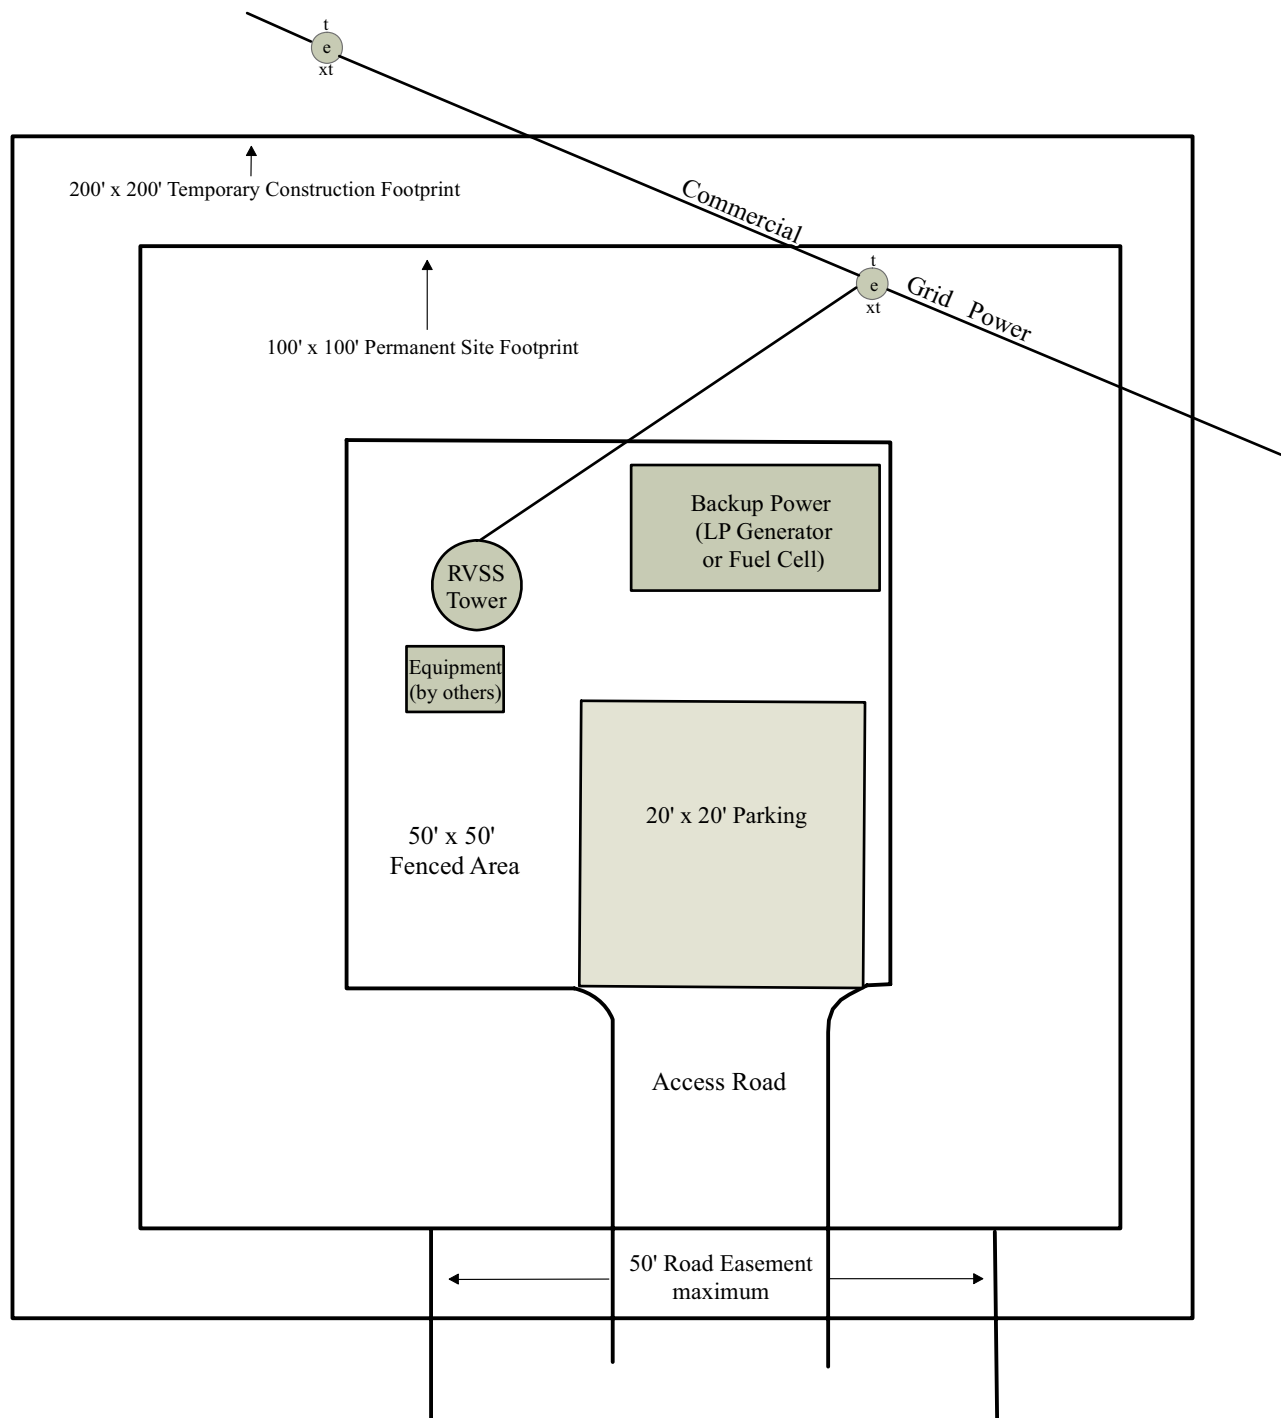 t
e
xt
200' x 200' Temporary Construction Footprint
Commercial
t
e
xt
Grid Power
100' x 100' Permanent Site Footprint
Backup Power
(LP Generator
or Fuel Cell)
RVSS
Tower
Equipment
(by others)
20' x 20' Parking
50' x 50'
Fenced Area
Access Road
50' Road Easement
maximum